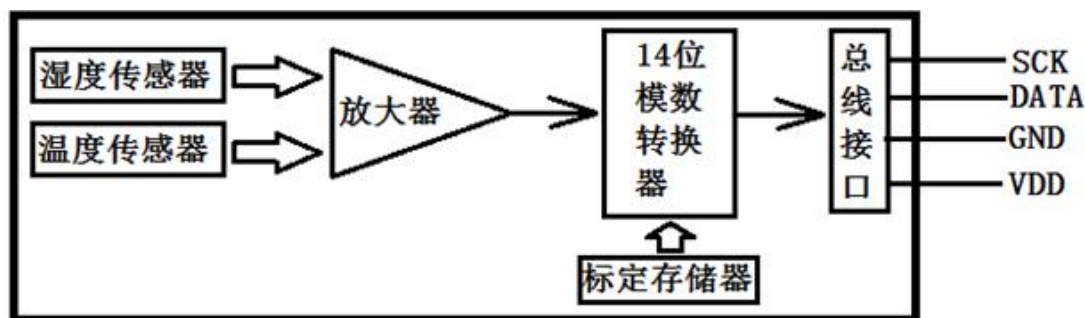 湿度传感器
温度传感器
放大器
14位
模数
转换
器
标定存储器
总
线
接
口
SCK
DATA
GND
VDD